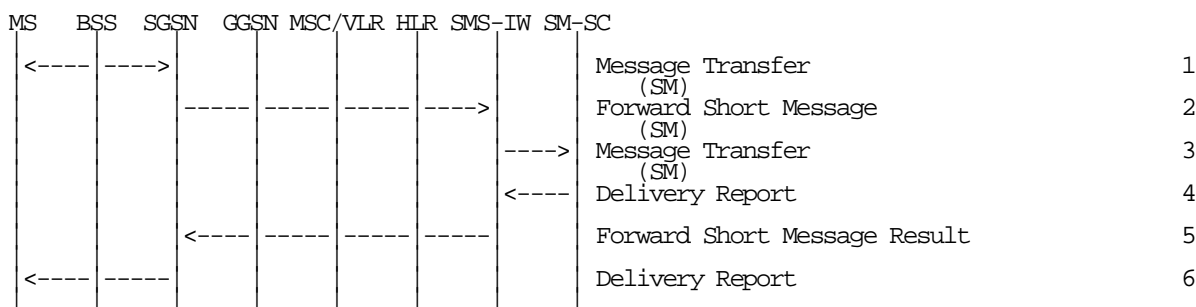 MS BSS SGSN GGSN MSC/VLR HLR SMS-IW SM-SC
Message Transfer 1
(SM)
Forward Short Message 2
(SM)
Message Transfer 3
(SM)
Delivery Report 4
Forward Short Message Result 5
Delivery Report 6